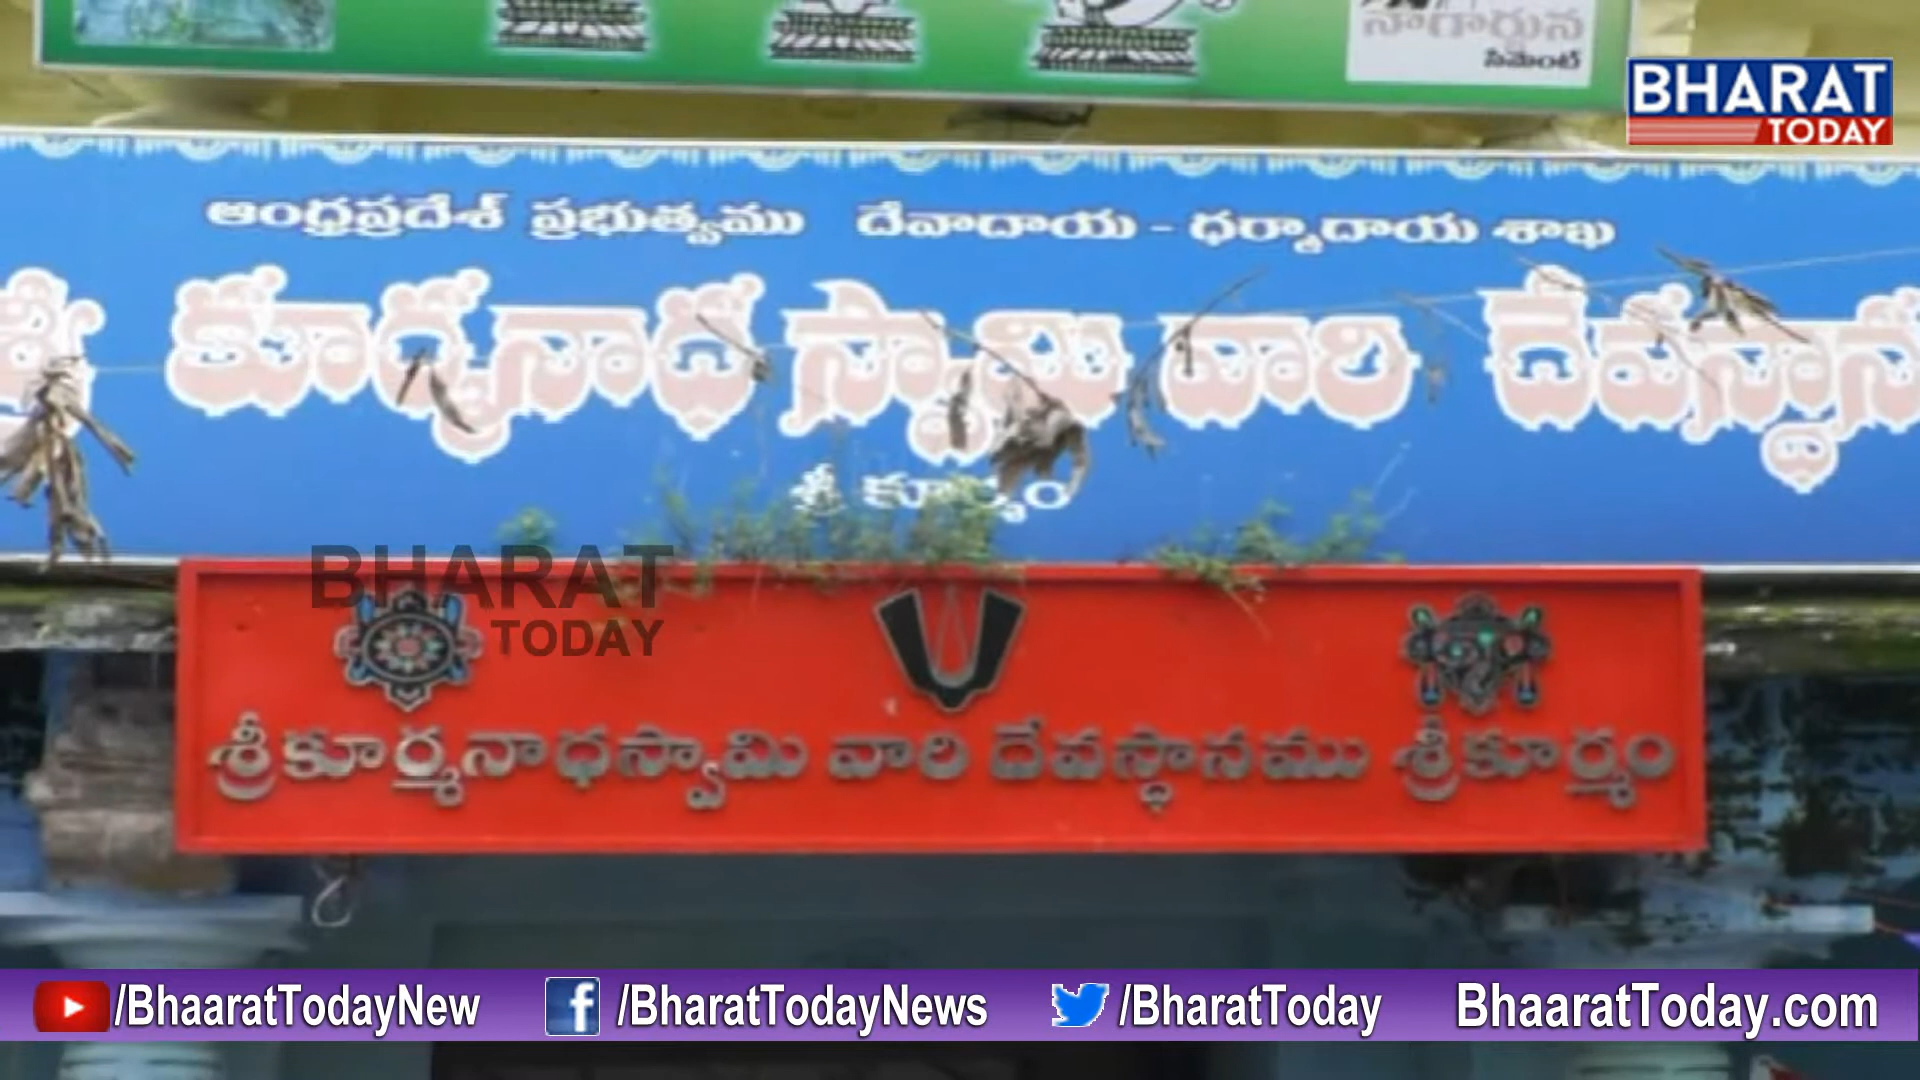 నాగార్జున
సిమెంట్
BHARAT
TODAY
ఆంధ్రప్రదేశ్ ప్రభుత్వము దేవాదాయ - ధర్మాదాయ శాఖ
శ్రీ కూర్మనాధ స్వామి వారి దేవస్థాన
శ్రీ కూర్మం
BHARAT
TODAY
శ్రీకూర్మనాధస్వామి వారి దేవస్థానము శ్రీకూర్మం
/BhaaratTodayNew /BharatTodayNews /BharatToday BhaaratToday.com